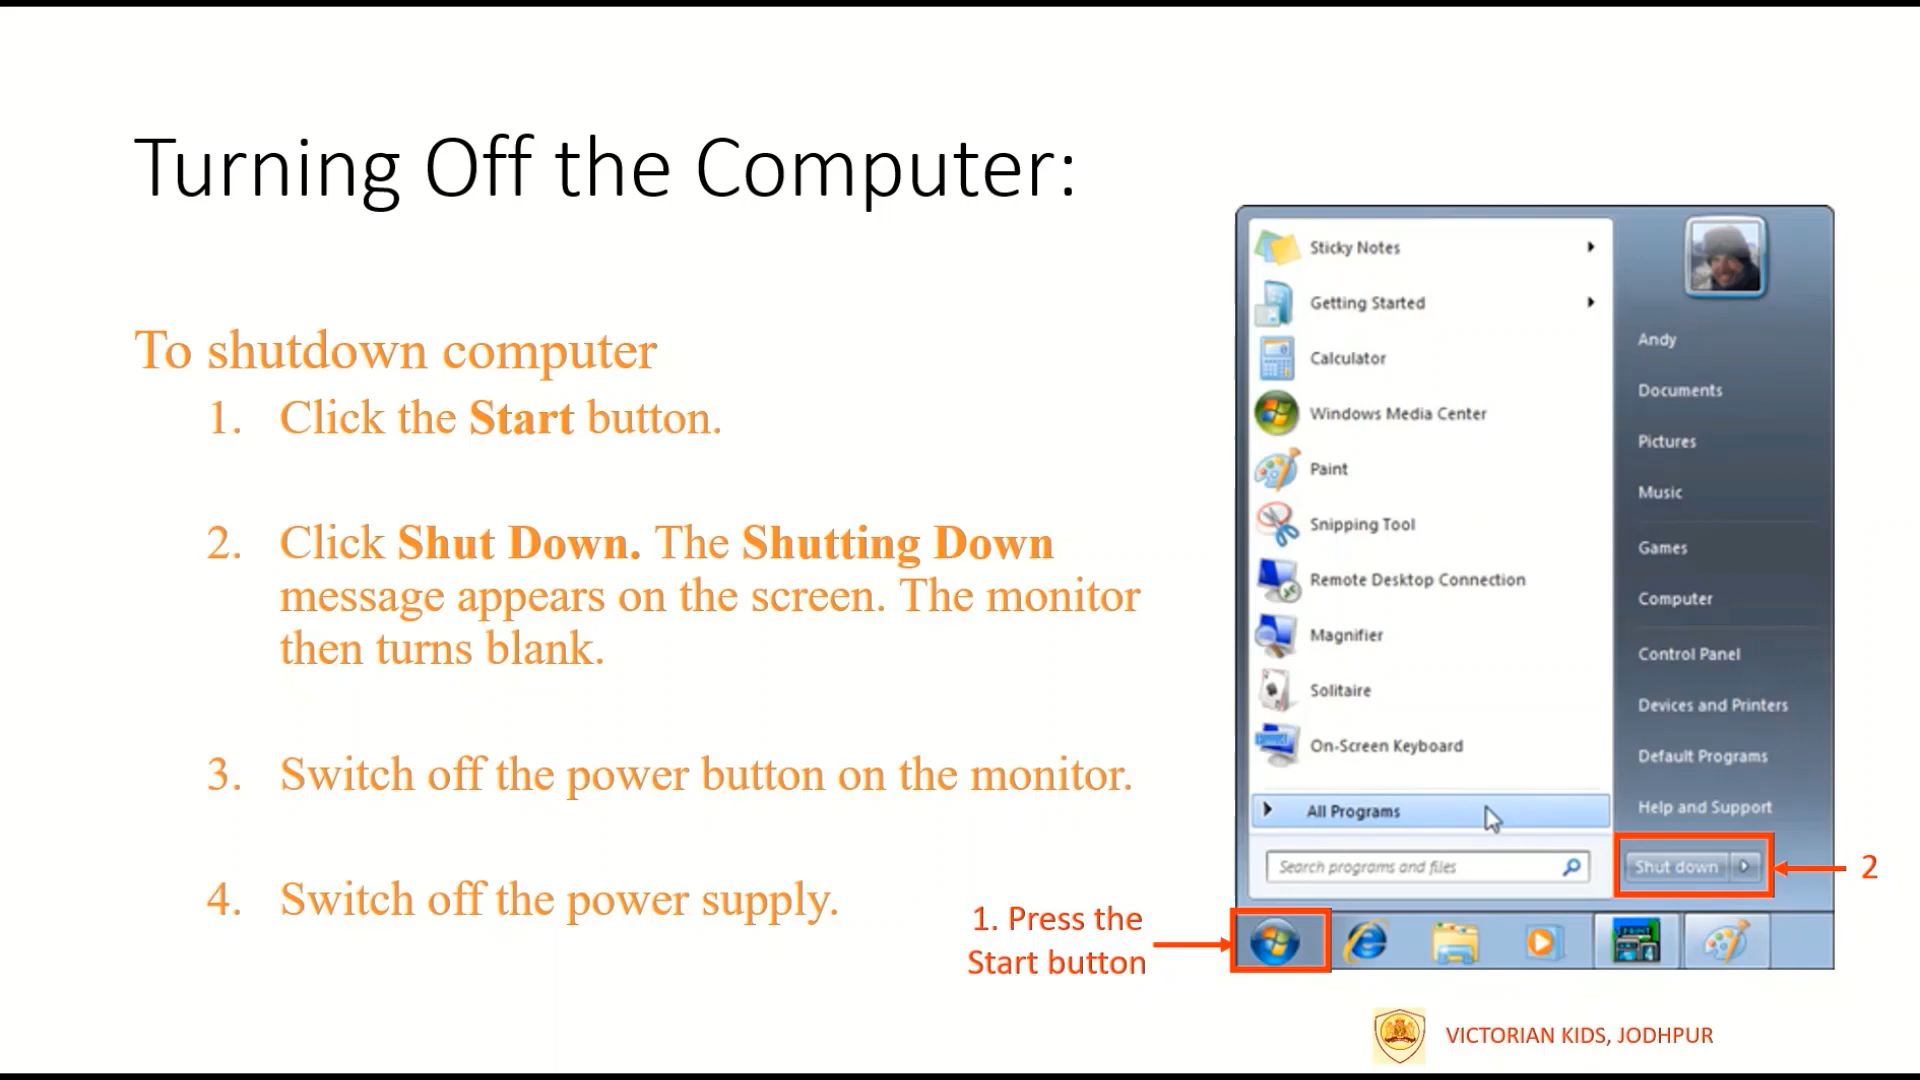 Turning Off the Computer:
To shutdown computer
1. Click the Start button.
2. Click Shut Down. The Shutting Down
message appears on the screen. The monitor
then turns blank.
3. Switch off the power button on the monitor.
4. Switch off the power supply.
1. Press the
Start button
Sticky Notes
Getting Started
Calculator
Windows Media Center
Paint
Snipping Tool
Remote Desktop Connection
Magnifier
Solitaire
On-Screen Keyboard
All Programs
Search programs and files
Andy
Documents
Pictures
Music
Games
Computer
Control Panel
Devices and Printers
Default Programs
Help and Support
Shut down
2
VICTORIAN KIDS, JODHPUR